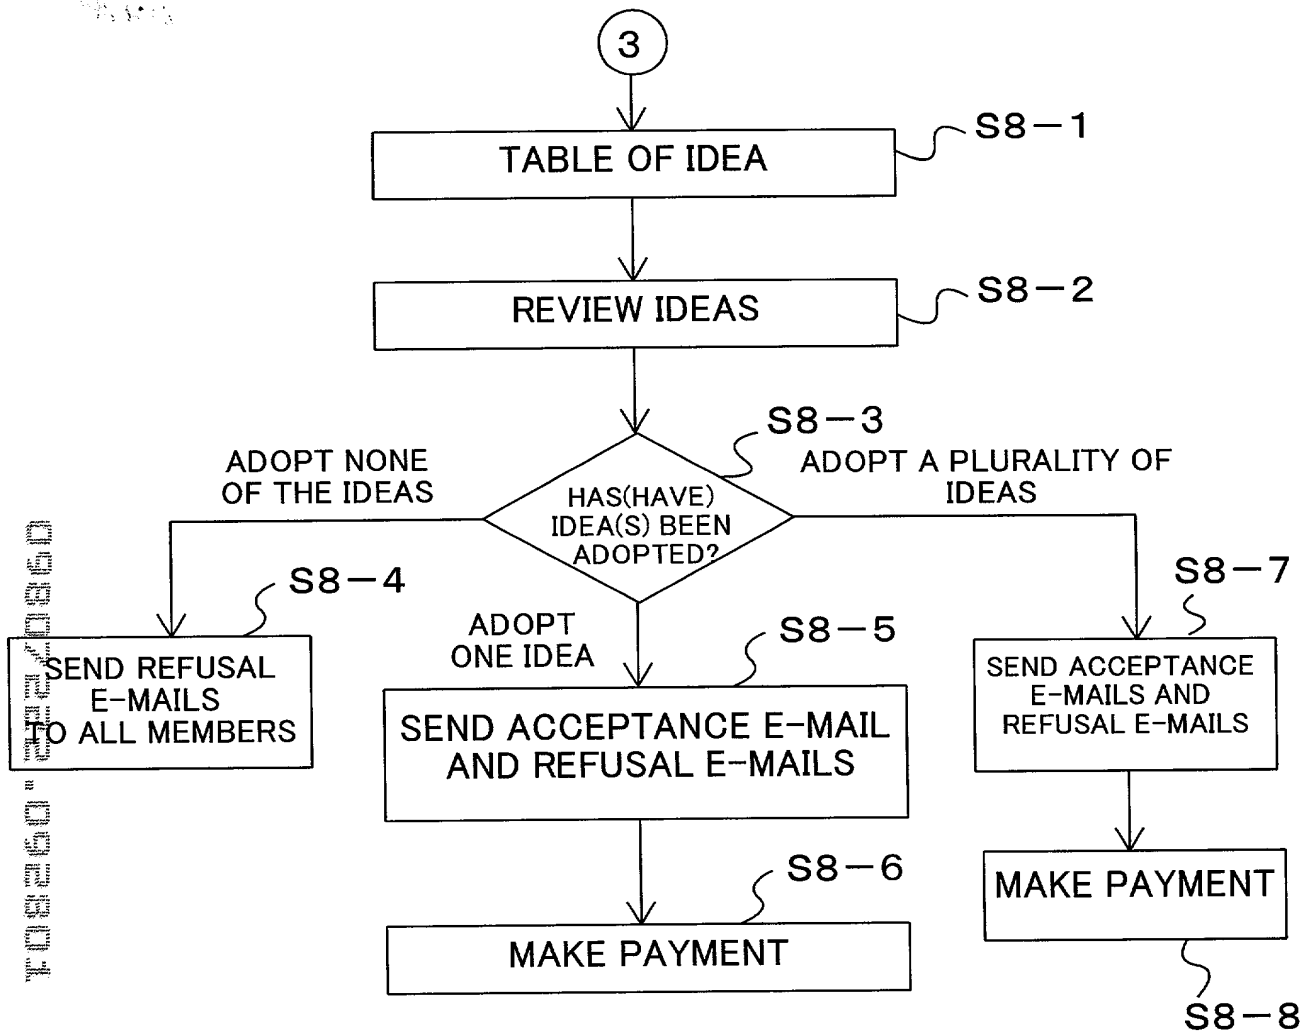 3
TABLE OF IDEA
S8-1
REVIEW IDEAS
S8-2
HAS(HAVE)
IDEA(S) BEEN
ADOPTED?
S8-3
ADOPT NONE
OF THE IDEAS
S8-4
SEND REFUSAL
E-MAILS
TO ALL MEMBERS
ADOPT
ONE IDEA
S8-5
SEND ACCEPTANCE E-MAIL
AND REFUSAL E-MAILS
S8-6
MAKE PAYMENT
ADOPT A PLURALITY OF
IDEAS
S8-7
SEND ACCEPTANCE
E-MAILS AND
REFUSAL E-MAILS
MAKE PAYMENT
S8-8